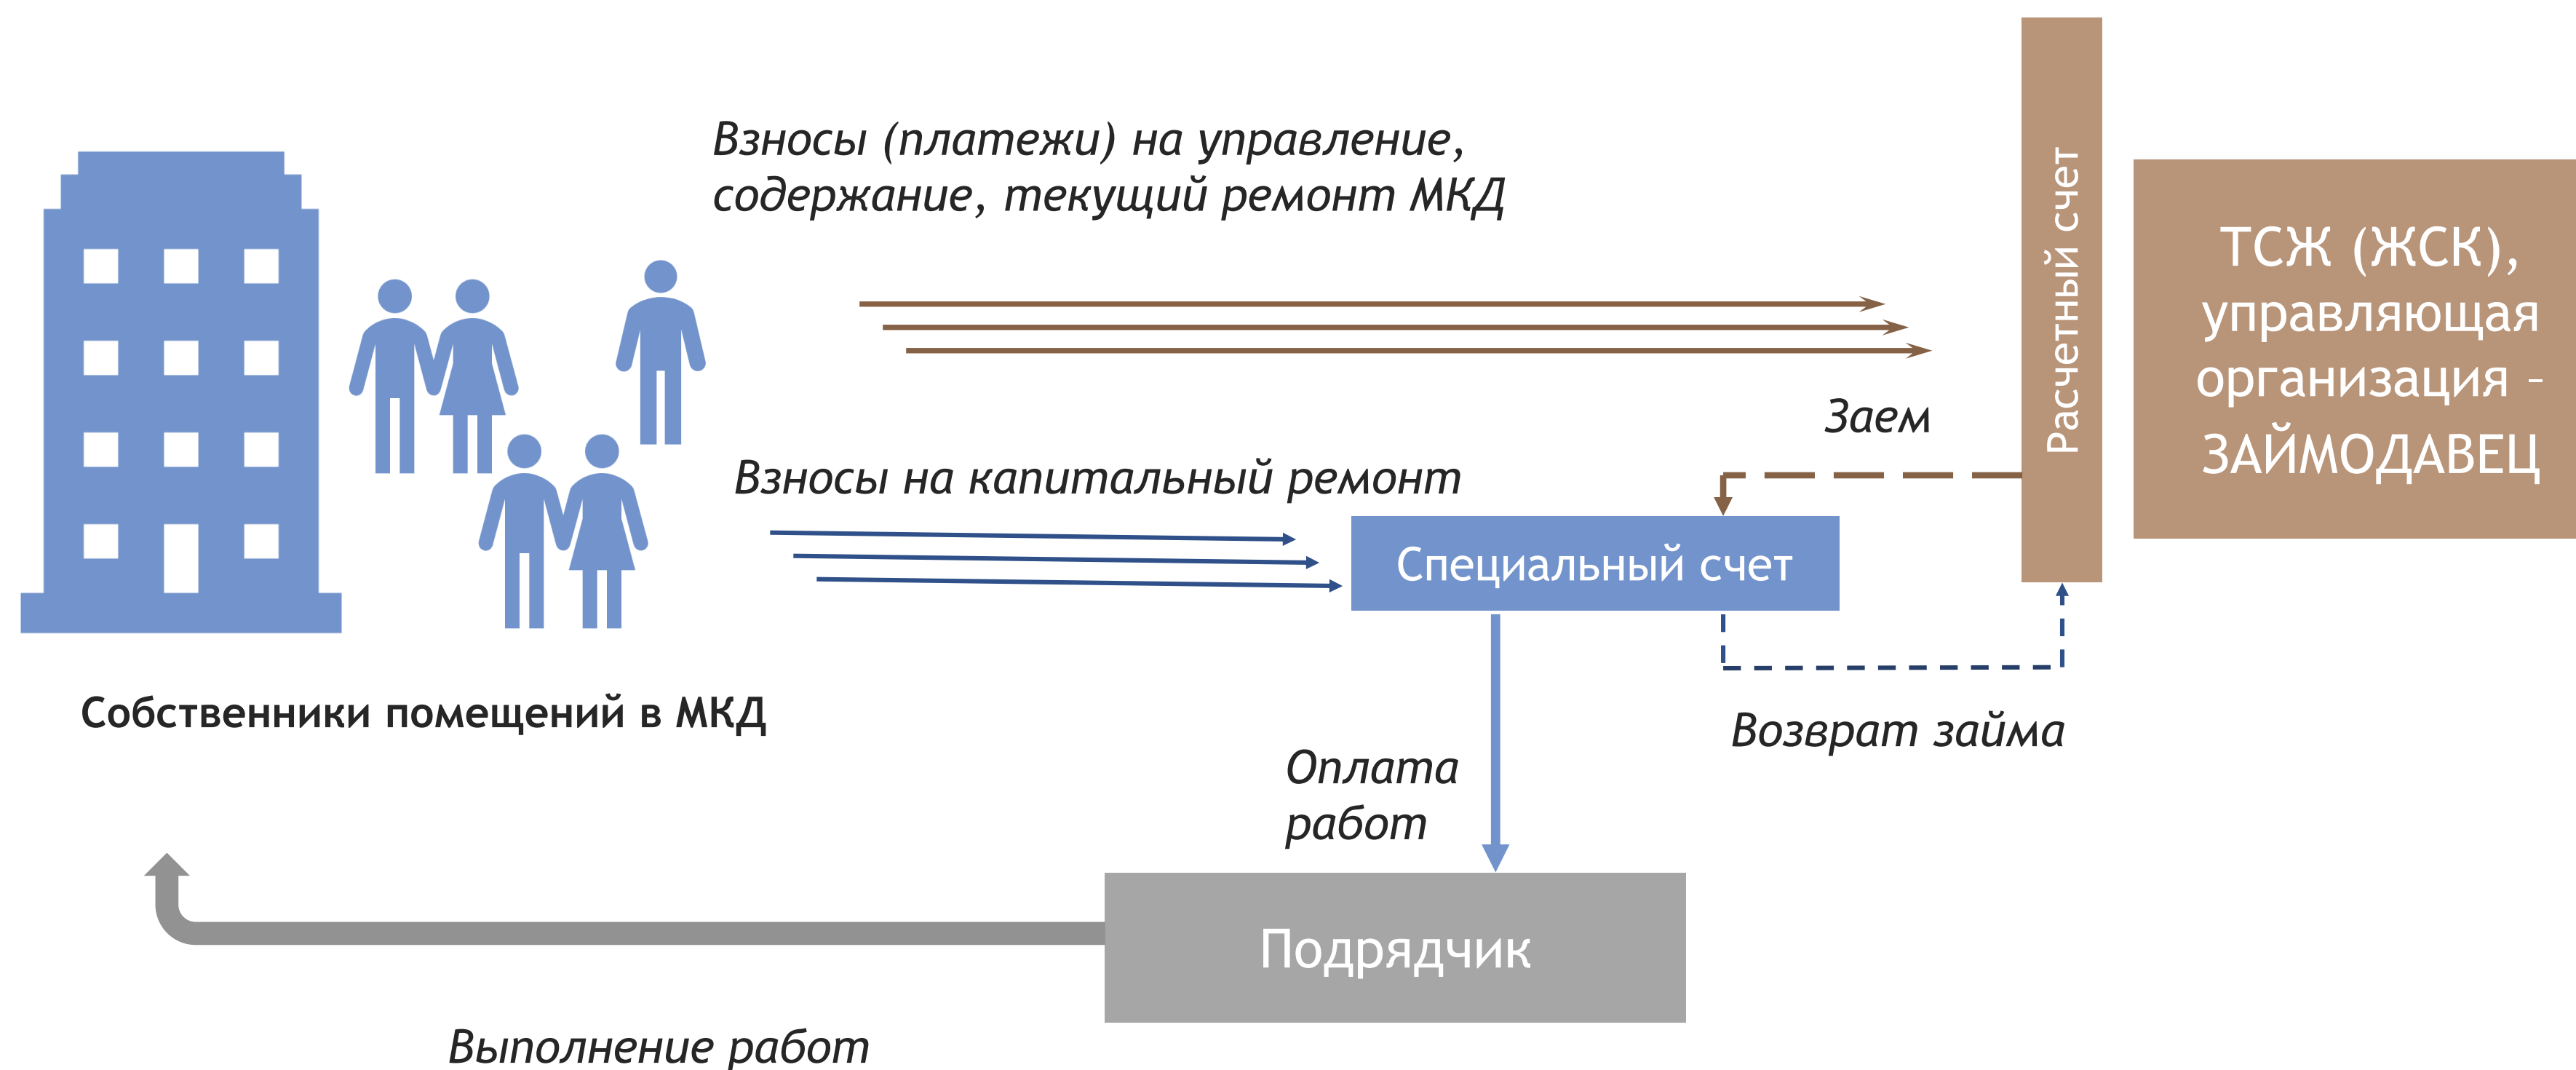 Взносы (платежи) на управление,
содержание, текущий ремонт МКД
Расчетный счет
ТСЖ (ЖСК),
управляющая
организация –
ЗАЙМОДАВЕЦ
Заем
Взносы на капитальный ремонт
Специальный счет
Собственники помещений в МКД
Возврат займа
Оплата
работ
Подрядчик
Выполнение работ